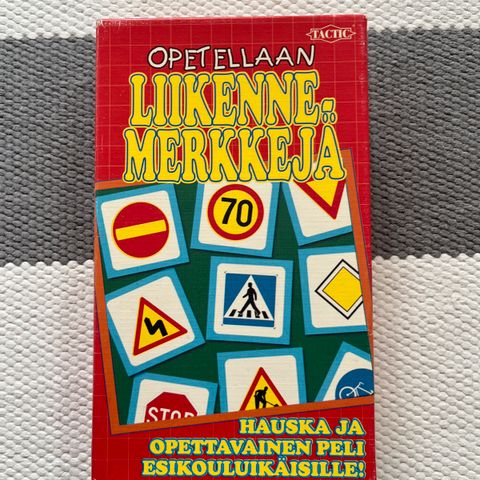 TACTIC
OPETELLAAN
LIIKENNE-
MERKKEJÄ
70
STOP
HAUSKA JA
OPETTAVAINEN PELI
ESIKOULUIKÄISILLE!